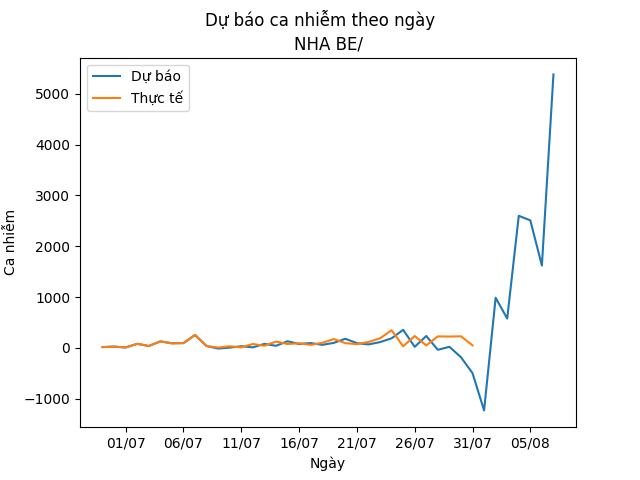 Dự báo ca nhiễm theo ngày
NHA BE/
Dự báo
Thực tế
Ca nhiễm
5000
4000
3000
2000
1000
0
−1000
01/07 06/07 11/07 16/07 21/07 26/07 31/07 05/08
Ngày